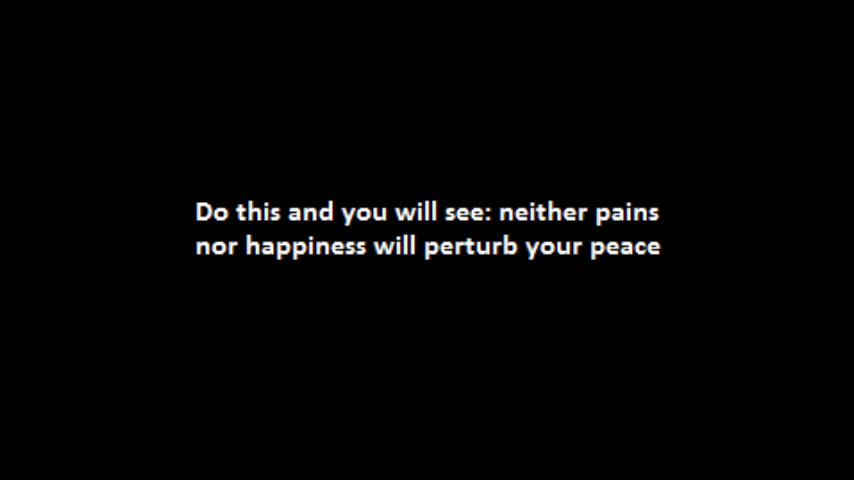 Do this and you will see: neither pains
nor happiness will perturb your peace